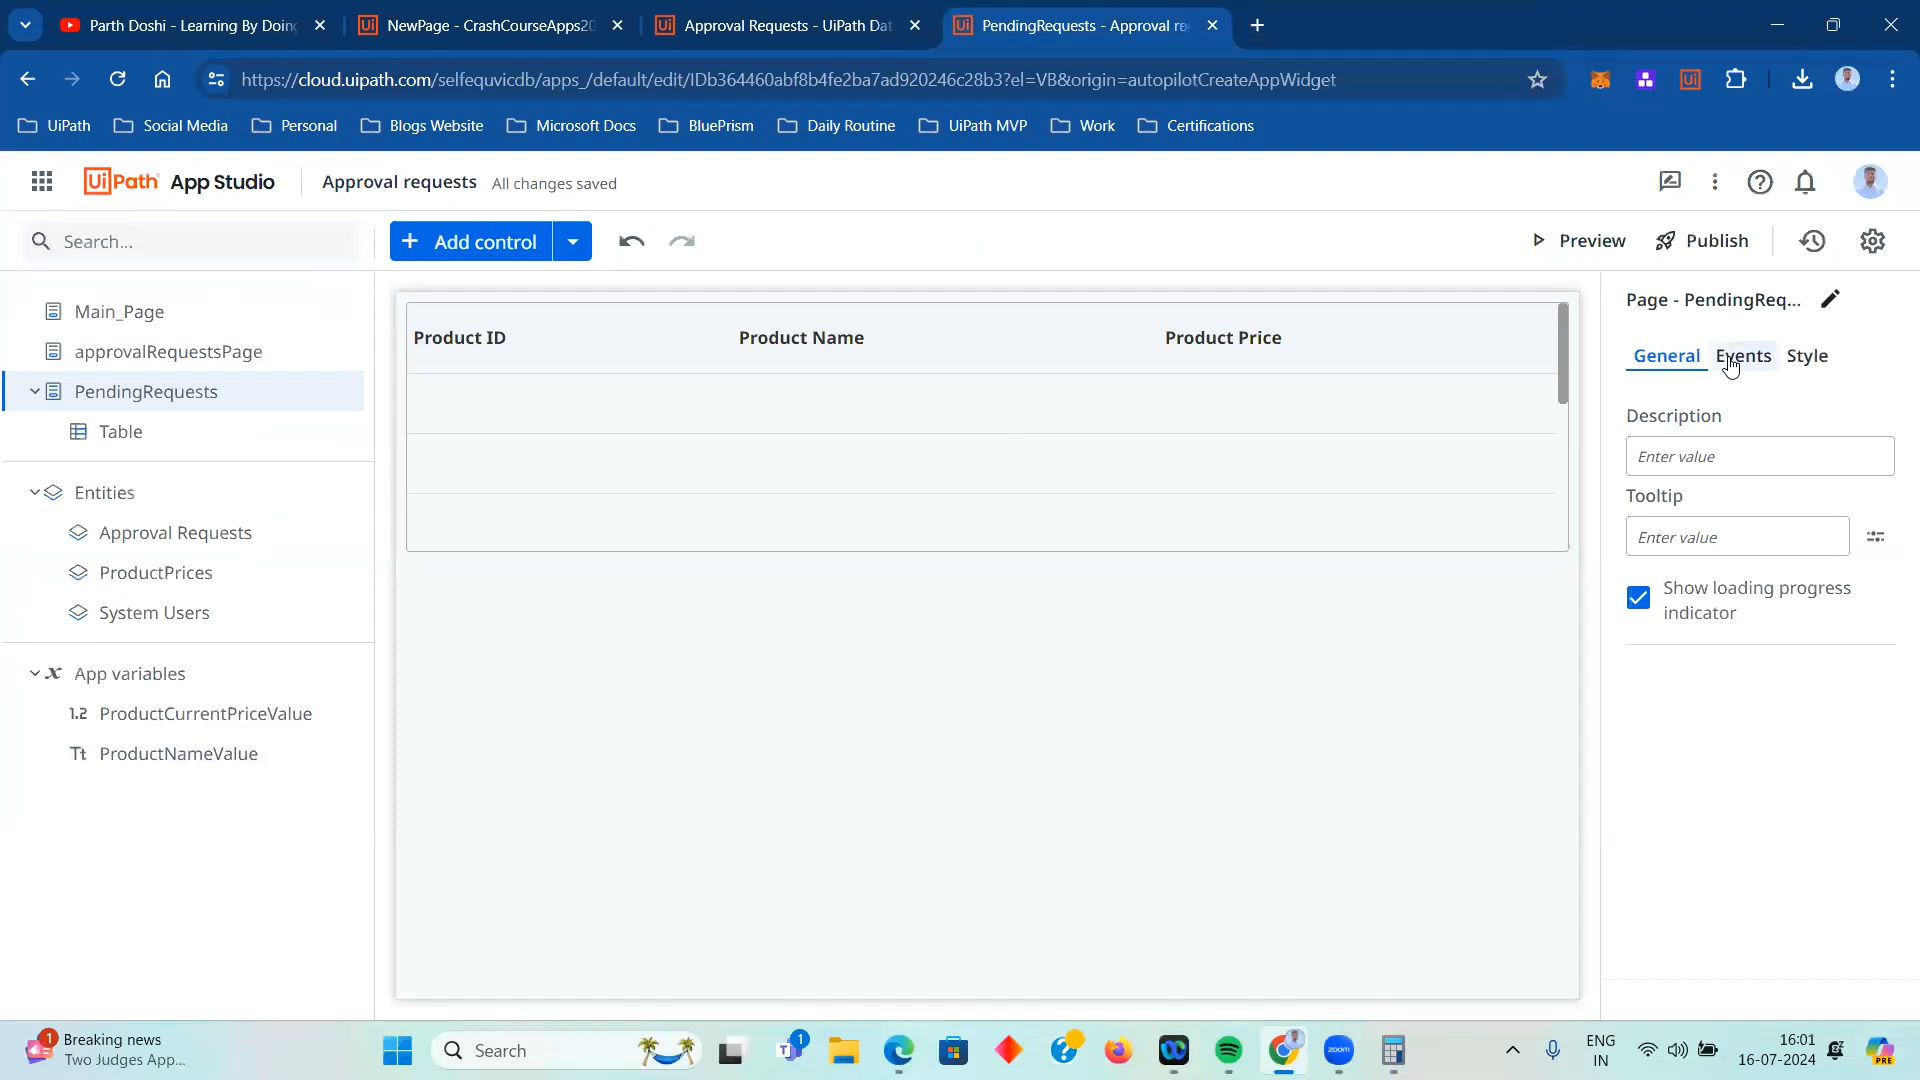 Parth Doshi - Learning By Doing
NewPage - CrashCourseApps20
Approval Requests - UiPath Dat
PendingRequests - Approval re
https://cloud.uipath.com/selfequvicdb/apps_/default/edit/IDb364460abf8b4fe2ba7ad920246c28b3?el=VB&origin=autopilotCreateAppWidget
UiPath
Social Media
Personal
Blogs Website
Microsoft Docs
BluePrism
Daily Routine
UiPath MVP
Work
Certifications
UiPath App Studio
Approval requests
All changes saved
Search...
+ Add control
Preview
Publish
Main_Page
approvalRequestsPage
PendingRequests
Table
Entities
Approval Requests
ProductPrices
System Users
App variables
1.2 ProductCurrentPriceValue
Tt ProductNameValue
Product ID
Product Name
Product Price
Page - PendingReq...
General
Events
Style
Description
Enter value
Tooltip
Enter value
Show loading progress
indicator
1
Breaking news
Two Judges App...
Search
1
zoom
ENG
IN
16:01
16-07-2024
PRE